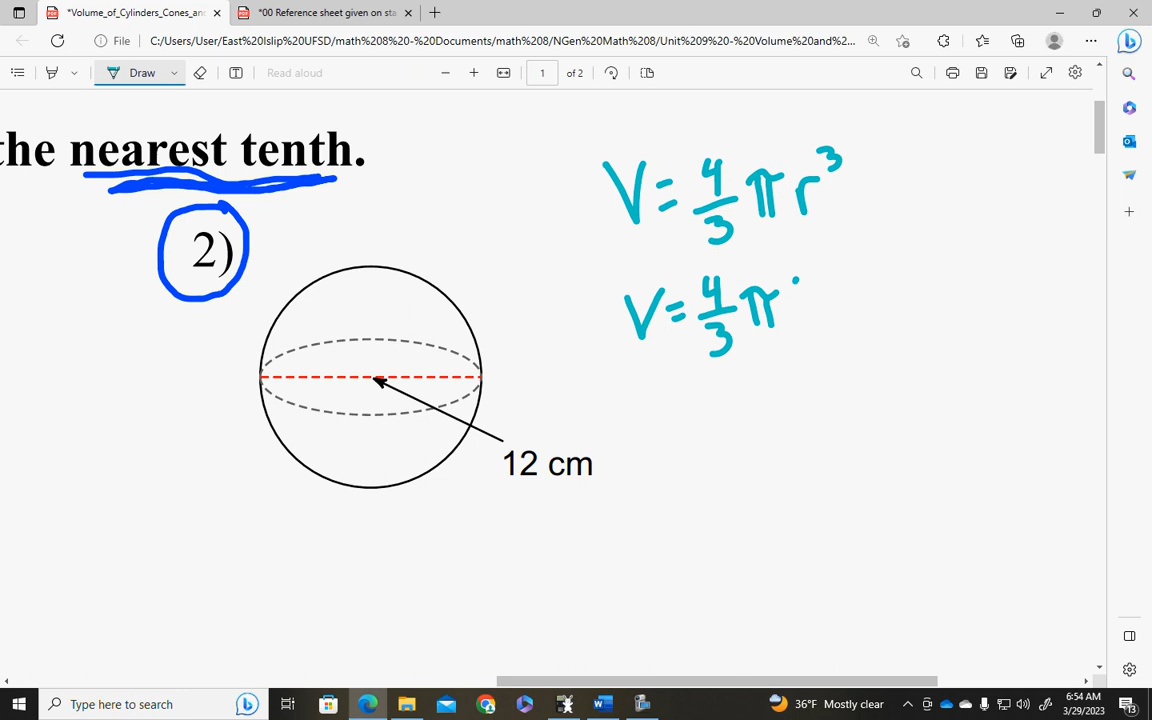 *Volume_of_Cylinders_Cones_an
*00 Reference sheet given on sta
File
C:/Users/User/East%20Islip%20UFSD/math%208%20-%20Documents/math%208/NGen%20Math%208/Unit%209%20-%20Volume%20and%2...
Draw
Read aloud
1 of 2
the nearest tenth.
2)
12 cm
V = 4/3 π r³
V = 4/3 π
Type here to search
36°F Mostly clear
6:54 AM
3/29/2023
13